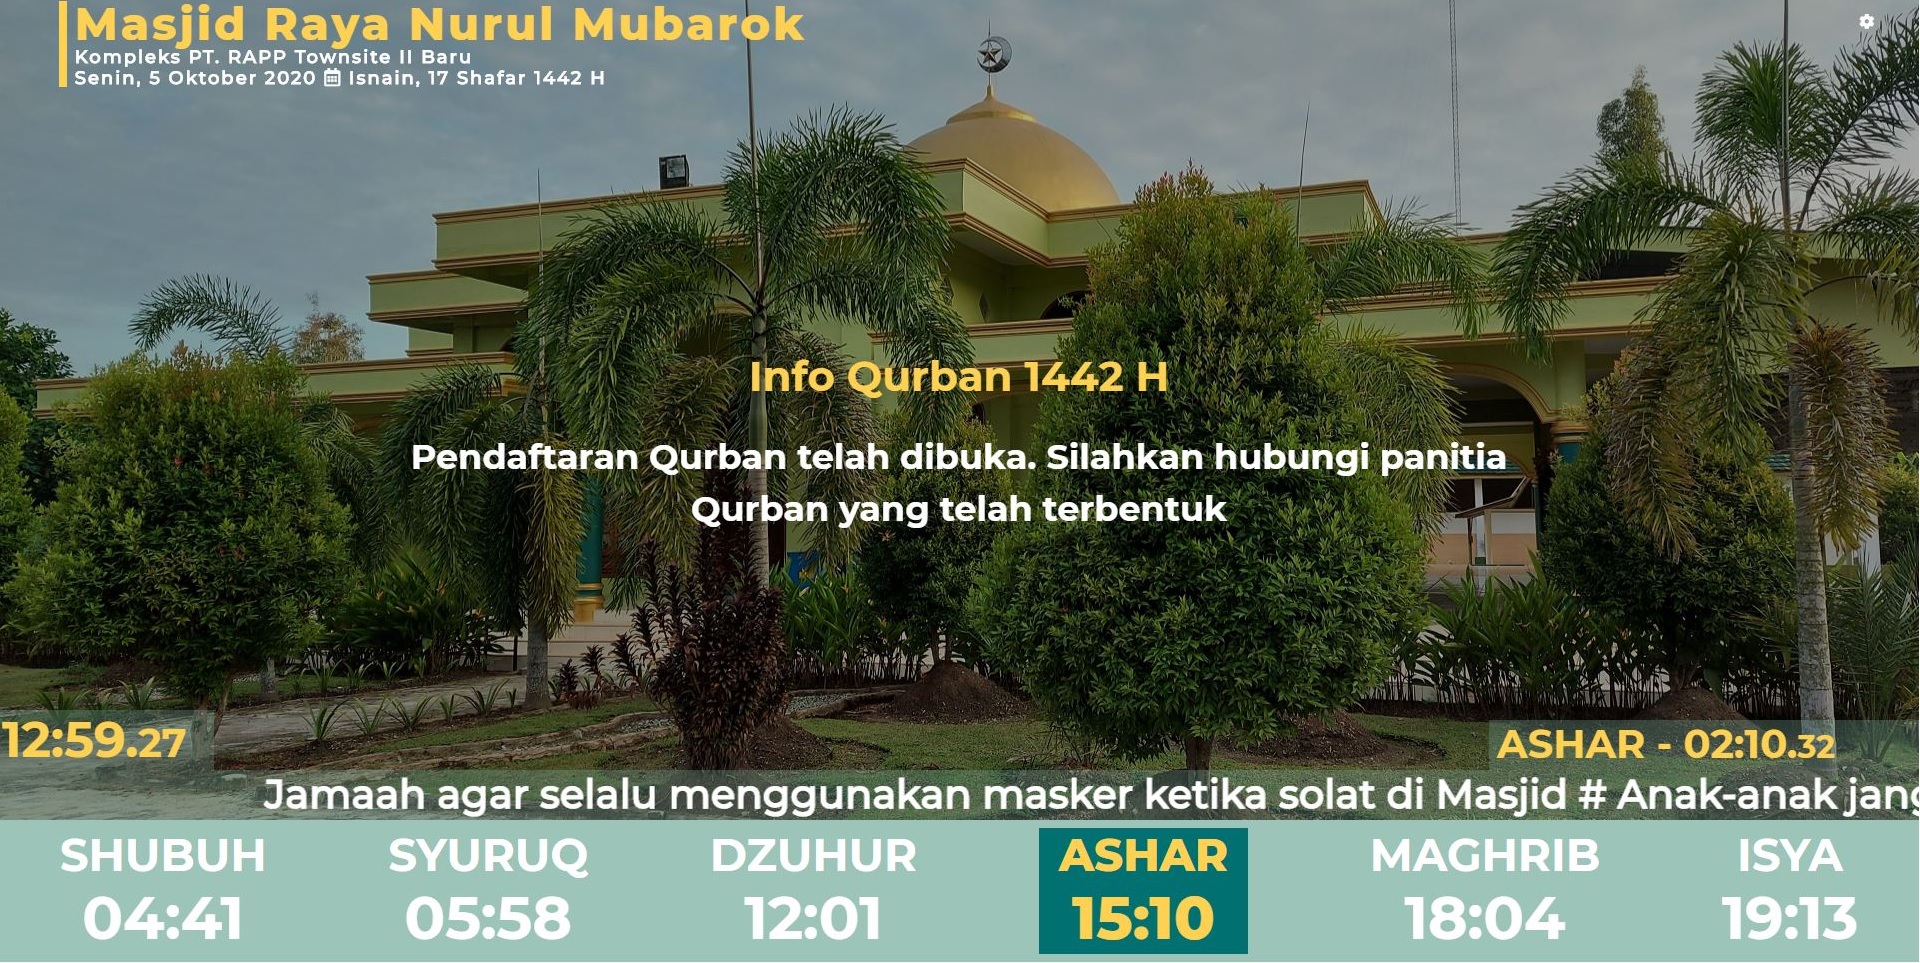 Masjid Raya Nurul Mubarok
Kompleks PT. RAPP Townsite II Baru
Senin, 5 Oktober 2020 Isnain, 17 Shafar 1442 H
Info Qurban 1442 H
Pendaftaran Qurban telah dibuka. Silahkan hubungi panitia
Qurban yang telah terbentuk
12:59.27
ASHAR - 02:10.32
Jamaah agar selalu menggunakan masker ketika solat di Masjid # Anak-anak jang
SHUBUH SYURUQ DZUHUR ASHAR MAGHRIB ISYA
04:41 05:58 12:01 15:10 18:04 19:13